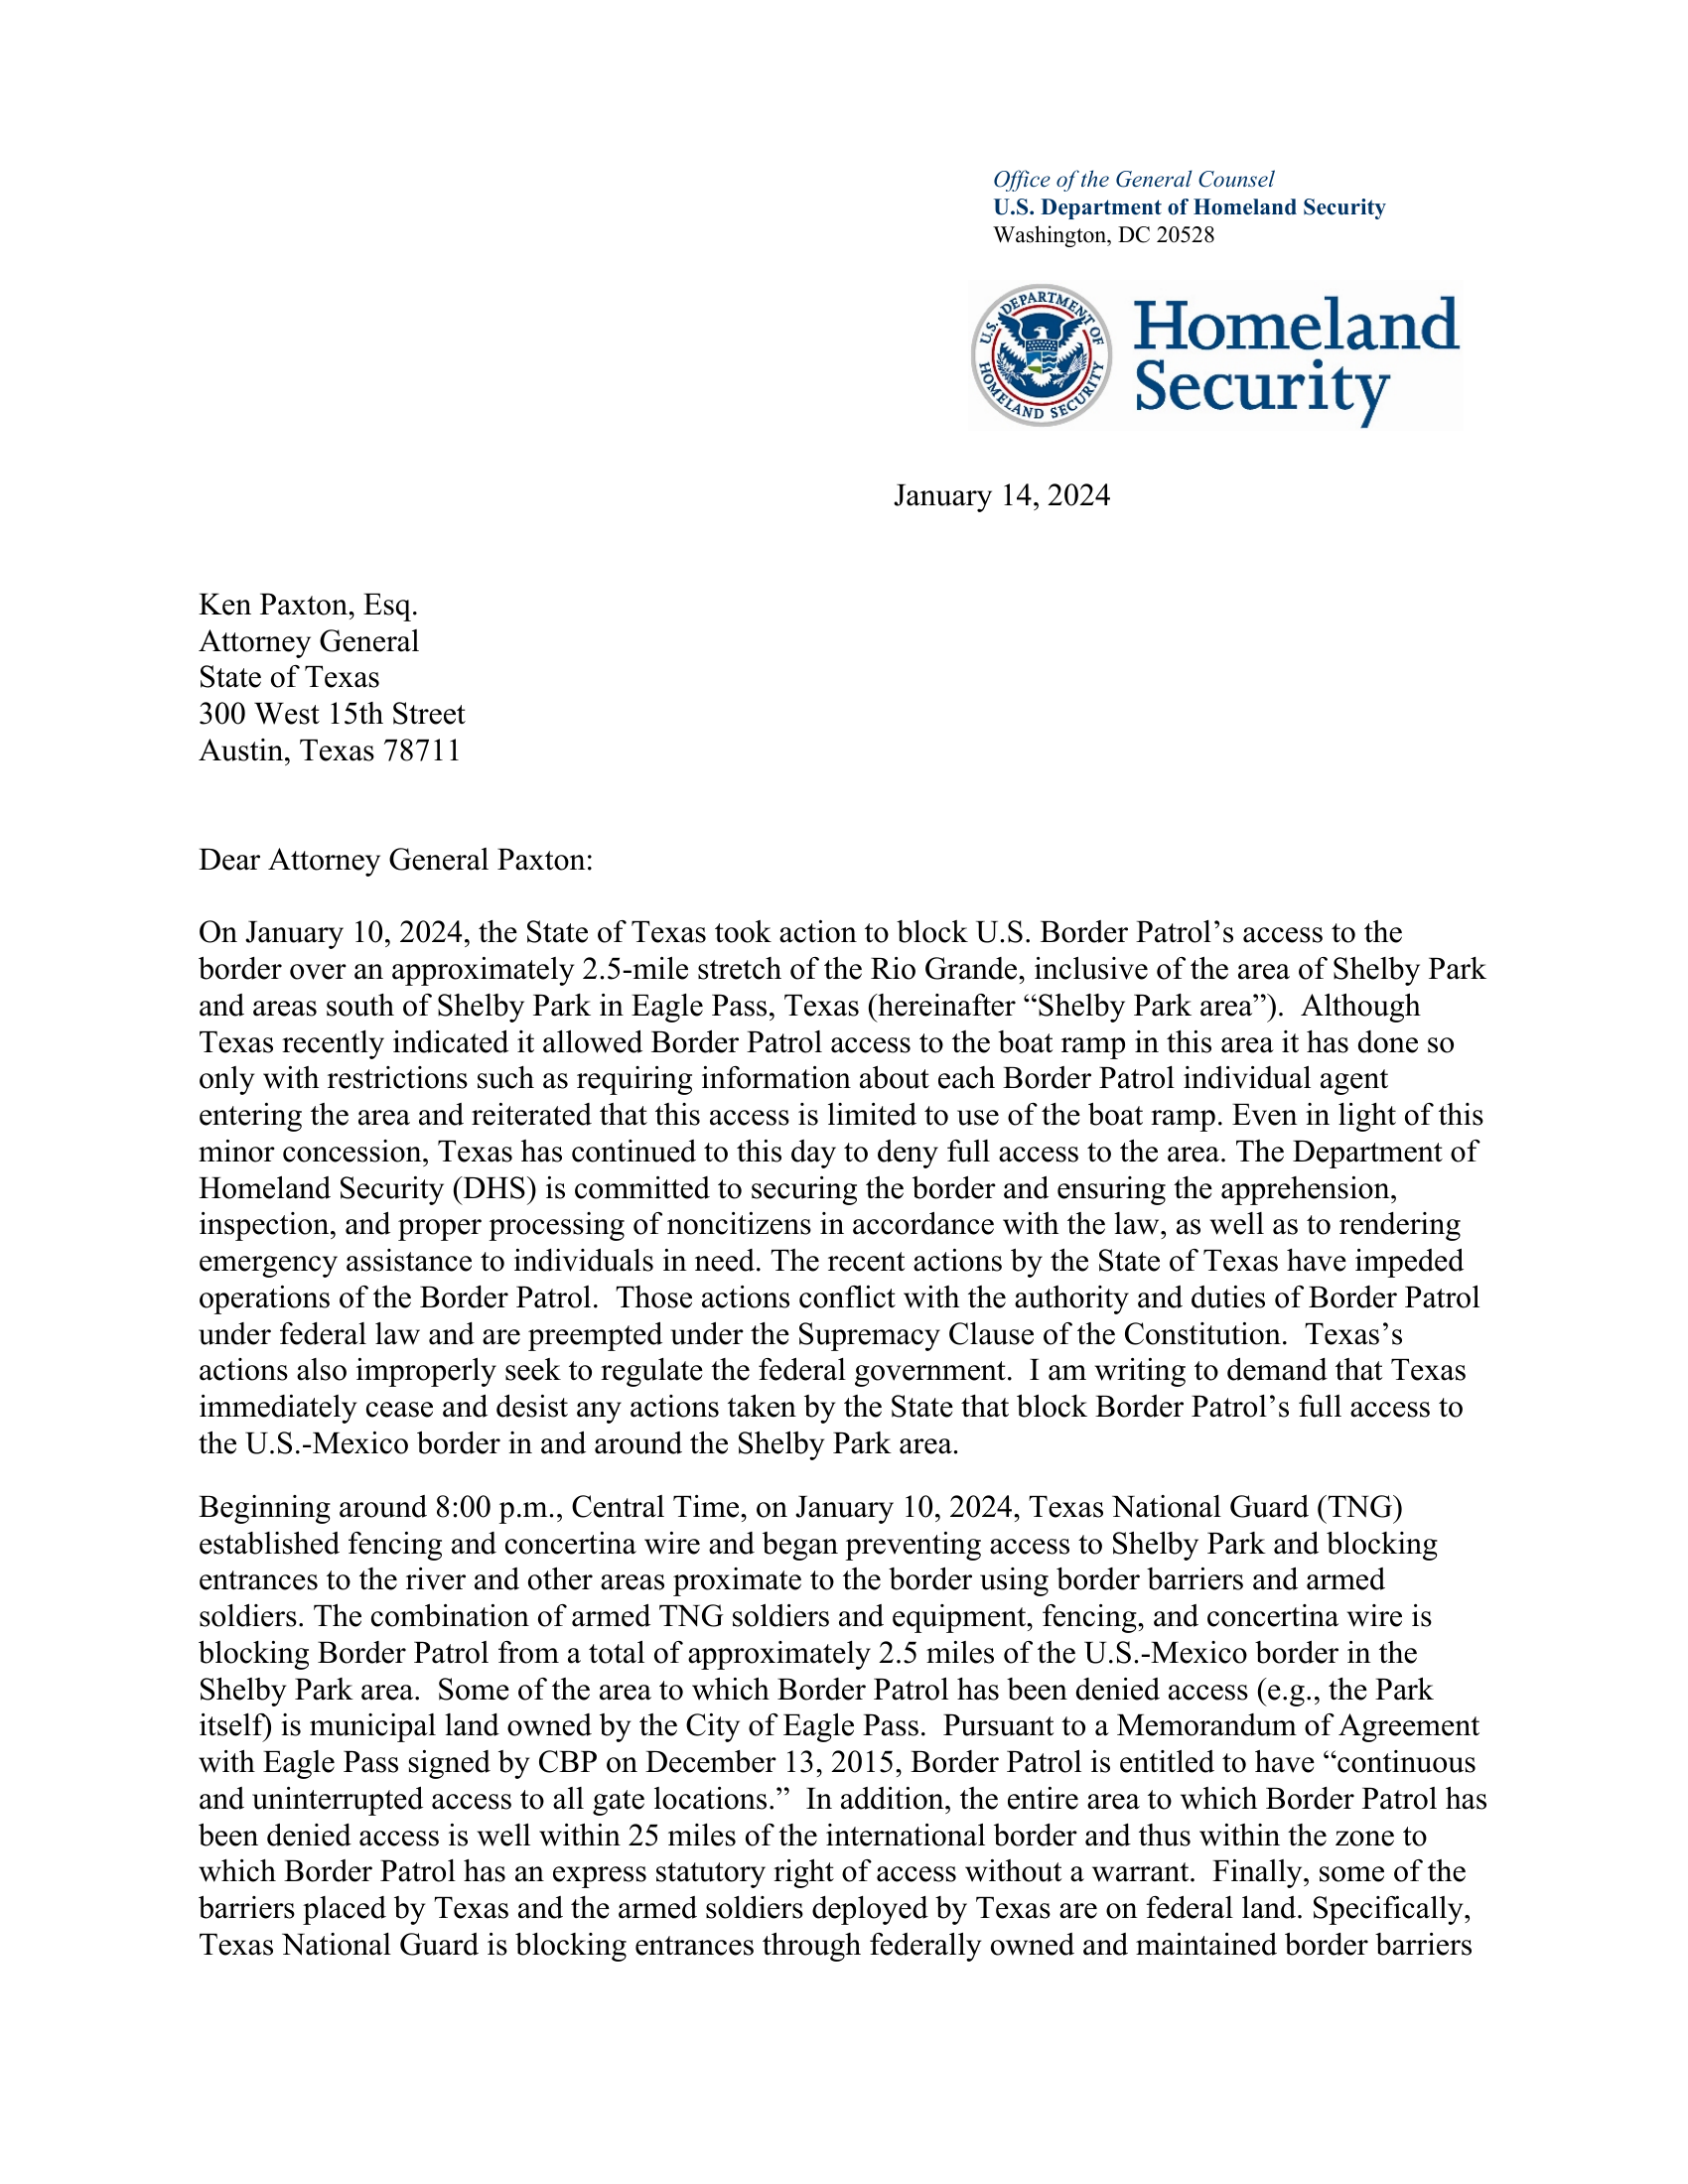 Office of the General Counsel
U.S. Department of Homeland Security
Washington, DC 20528
U.S. DEPARTMENT OF HOMELAND SECURITY
Homeland
Security
January 14, 2024
Ken Paxton, Esq.
Attorney General
State of Texas
300 West 15th Street
Austin, Texas 78711
Dear Attorney General Paxton:
On January 10, 2024, the State of Texas took action to block U.S. Border Patrol’s access to the
border over an approximately 2.5-mile stretch of the Rio Grande, inclusive of the area of Shelby Park
and areas south of Shelby Park in Eagle Pass, Texas (hereinafter “Shelby Park area”).  Although
Texas recently indicated it allowed Border Patrol access to the boat ramp in this area it has done so
only with restrictions such as requiring information about each Border Patrol individual agent
entering the area and reiterated that this access is limited to use of the boat ramp. Even in light of this
minor concession, Texas has continued to this day to deny full access to the area. The Department of
Homeland Security (DHS) is committed to securing the border and ensuring the apprehension,
inspection, and proper processing of noncitizens in accordance with the law, as well as to rendering
emergency assistance to individuals in need. The recent actions by the State of Texas have impeded
operations of the Border Patrol.  Those actions conflict with the authority and duties of Border Patrol
under federal law and are preempted under the Supremacy Clause of the Constitution.  Texas’s
actions also improperly seek to regulate the federal government.  I am writing to demand that Texas
immediately cease and desist any actions taken by the State that block Border Patrol’s full access to
the U.S.-Mexico border in and around the Shelby Park area.
Beginning around 8:00 p.m., Central Time, on January 10, 2024, Texas National Guard (TNG)
established fencing and concertina wire and began preventing access to Shelby Park and blocking
entrances to the river and other areas proximate to the border using border barriers and armed
soldiers. The combination of armed TNG soldiers and equipment, fencing, and concertina wire is
blocking Border Patrol from a total of approximately 2.5 miles of the U.S.-Mexico border in the
Shelby Park area.  Some of the area to which Border Patrol has been denied access (e.g., the Park
itself) is municipal land owned by the City of Eagle Pass.  Pursuant to a Memorandum of Agreement
with Eagle Pass signed by CBP on December 13, 2015, Border Patrol is entitled to have “continuous
and uninterrupted access to all gate locations.”  In addition, the entire area to which Border Patrol has
been denied access is well within 25 miles of the international border and thus within the zone to
which Border Patrol has an express statutory right of access without a warrant.  Finally, some of the
barriers placed by Texas and the armed soldiers deployed by Texas are on federal land. Specifically,
Texas National Guard is blocking entrances through federally owned and maintained border barriers